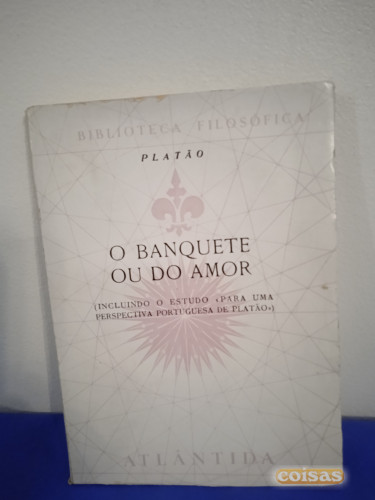 BIBLIOTECA FILOSÓFICA
PLATÃO
O BANQUETE
OU DO AMOR
(INCLUINDO O ESTUDO «PARA UMA
PERSPECTIVA PORTUGUESA DE PLATÃO»)
ATLÂNTIDA
coisas